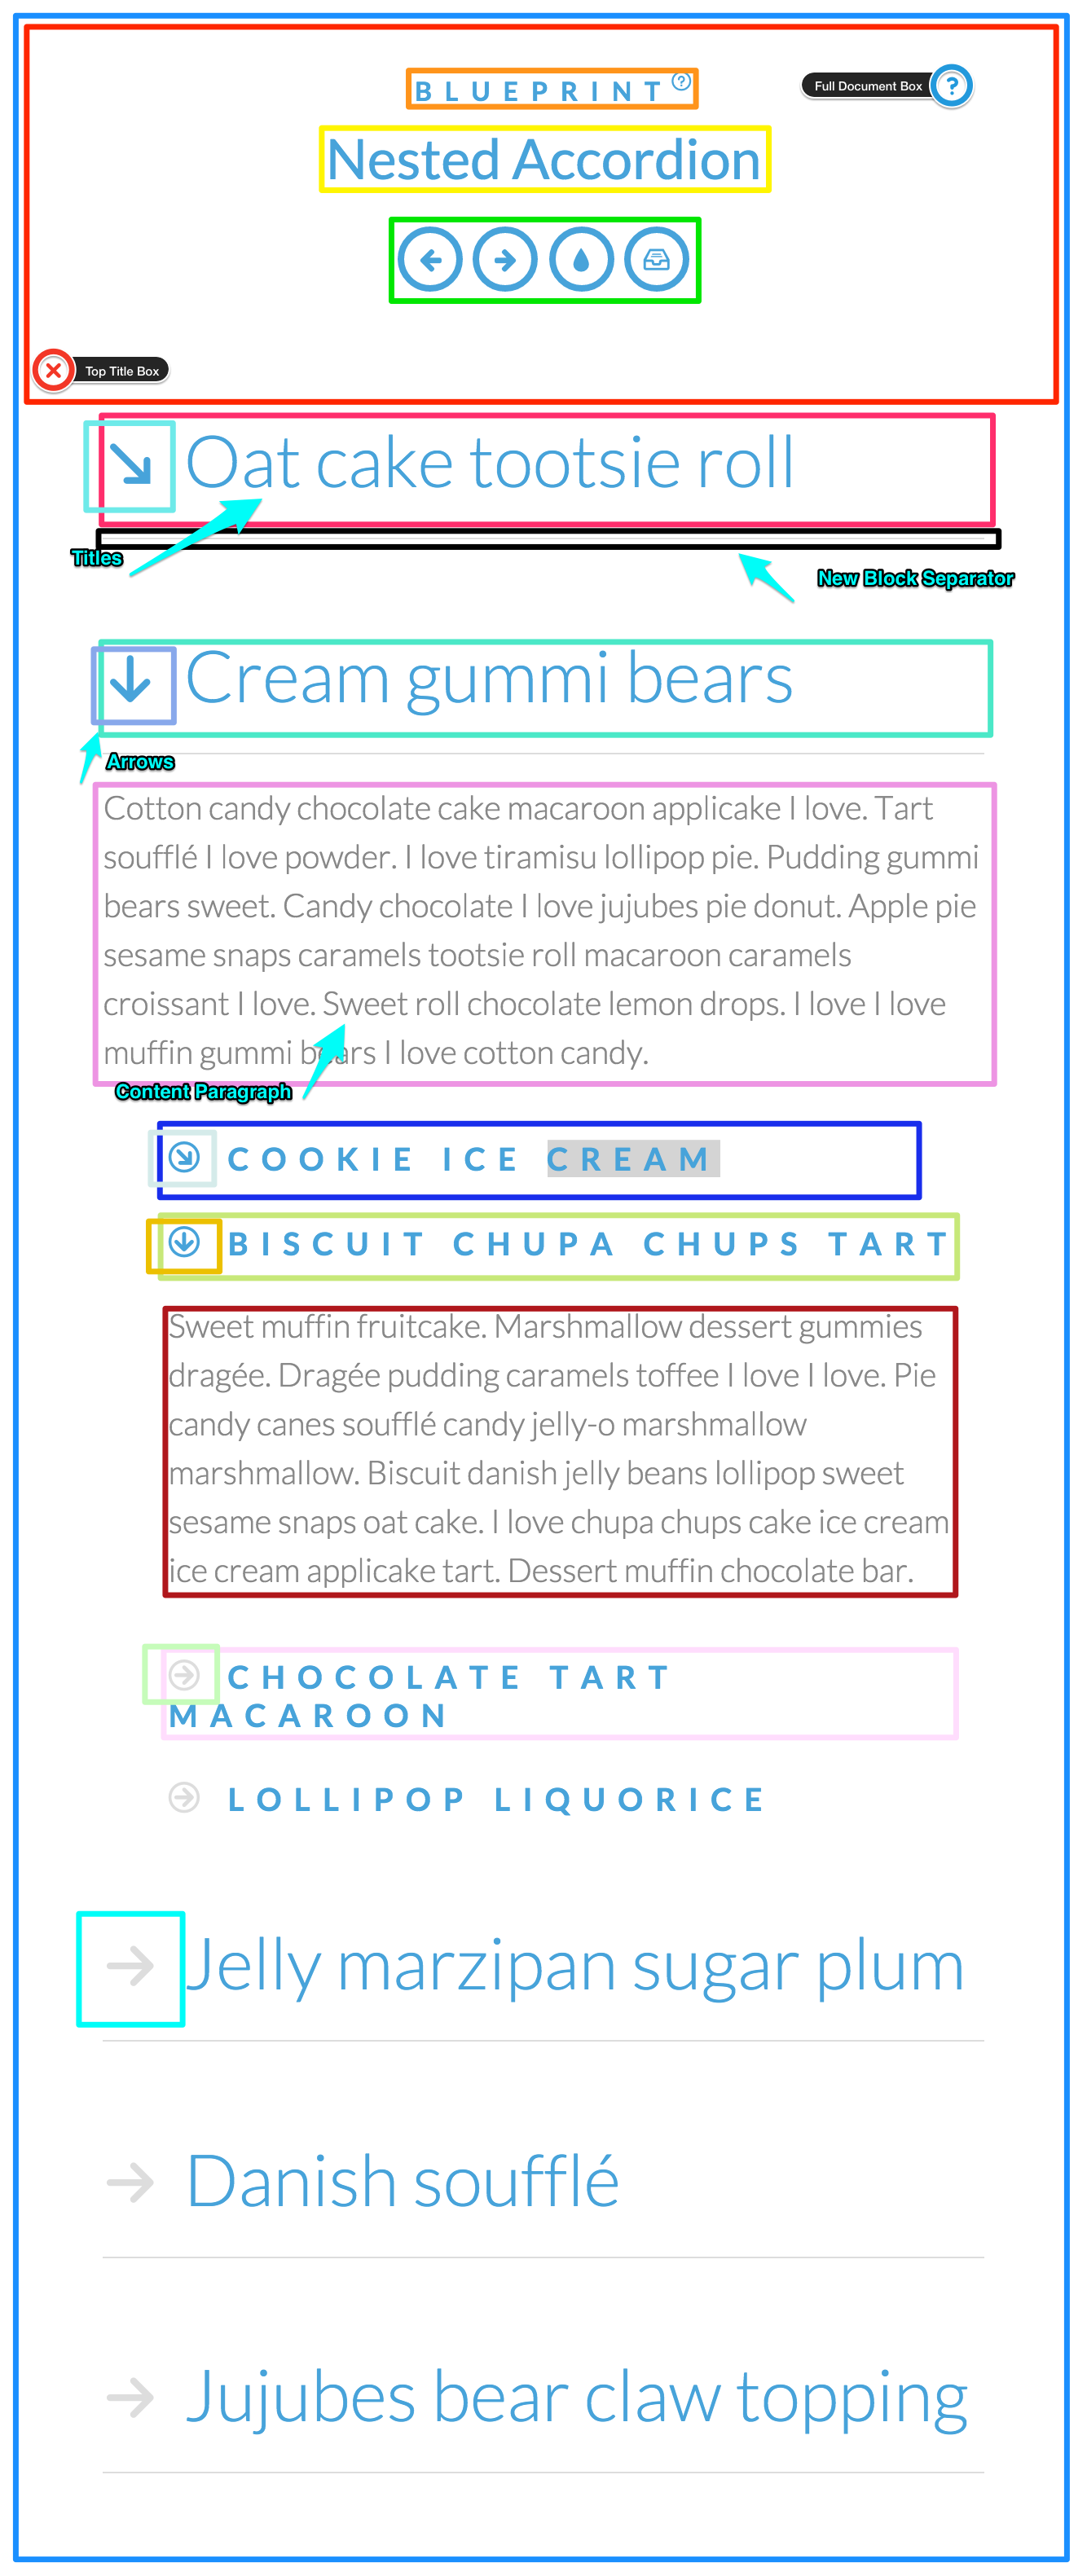 BLUEPRINT
Full Document Box
Nested Accordion
Top Title Box
Oat cake tootsie roll
Titles
New Block Separator
Cream gummi bears
Arrows
Cotton candy chocolate cake macaroon applicake I love. Tart
soufflé I love powder. I love tiramisu lollipop pie. Pudding gummi
bears sweet. Candy chocolate I love jujubes pie donut. Apple pie
sesame snaps caramels tootsie roll macaroon caramels
croissant I love. Sweet roll chocolate lemon drops. I love I love
muffin gummi bears I love cotton candy.
Content Paragraph
COOKIE ICE CREAM
BISCUIT CHUPA CHUPS TART
Sweet muffin fruitcake. Marshmallow dessert gummies
dragée. Dragée pudding caramels toffee I love I love. Pie
candy canes soufflé candy jelly-o marshmallow
marshmallow. Biscuit danish jelly beans lollipop sweet
sesame snaps oat cake. I love chupa chups cake ice cream
ice cream applicake tart. Dessert muffin chocolate bar.
CHOCOLATE TART
MACAROON
LOLLIPOP LIQUORICE
Jelly marzipan sugar plum
Danish soufflé
Jujubes bear claw topping